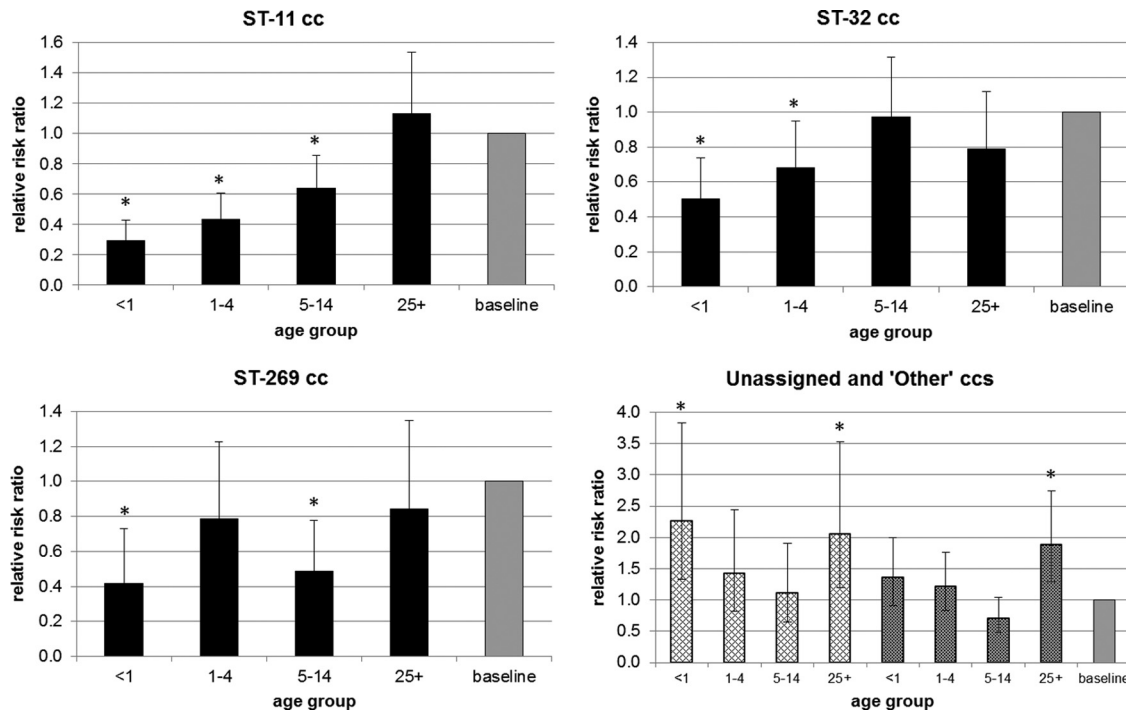 ST-11 cc
relative risk ratio
1.6
1.4
1.2
1.0
0.8
0.6
0.4
0.2
0.0
*
*
*
<1 1-4 5-14 25+ baseline
age group
ST-32 cc
relative risk ratio
1.4
1.2
1.0
0.8
0.6
0.4
0.2
0.0
*
*
<1 1-4 5-14 25+ baseline
age group
ST-269 cc
relative risk ratio
1.4
1.2
1.0
0.8
0.6
0.4
0.2
0.0
*
*
<1 1-4 5-14 25+ baseline
age group
Unassigned and 'Other' ccs
relative risk ratio
4.0
3.5
3.0
2.5
2.0
1.5
1.0
0.5
0.0
*
*
*
<1 1-4 5-14 25+ <1 1-4 5-14 25+ baseline
age group